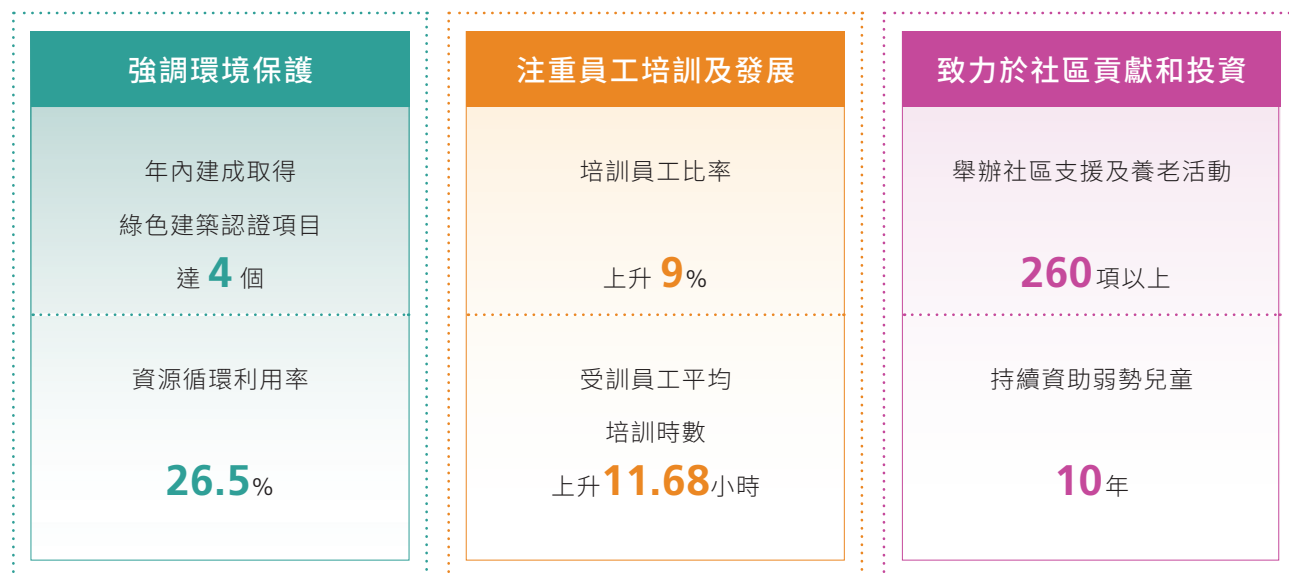 強調環境保護
年內建成取得
綠色建築認證項目
達 4 個
資源循環利用率
26.5%
注重員工培訓及發展
培訓員工比率
上升 9%
受訓員工平均
培訓時數
上升11.68小時
致力於社區貢獻和投資
舉辦社區支援及養老活動
260項以上
持續資助弱勢兒童
10年